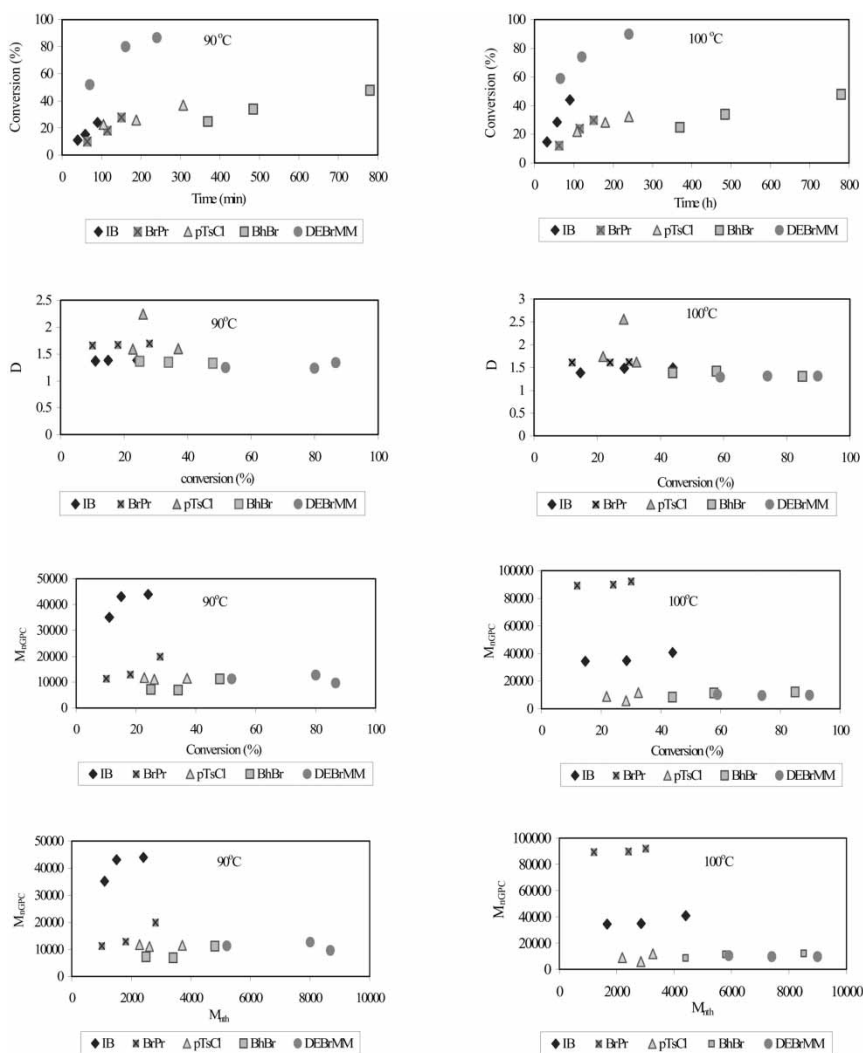 90°C
Conversion (%)
100
80
60
40
20
0
0 100 200 300 400 500 600 700 800
Time (min)
IB BrPr pTsCl BhBr DEBrMM
100 °C
Conversion (%)
100
80
60
40
20
0
0 100 200 300 400 500 600 700 800
Time (h)
IB BrPr pTsCl BhBr DEBrMM
90°C
D
2.5
2
1.5
1
0.5
0
0 20 40 60 80 100
conversion (%)
IB BrPr pTsCl BhBr DEBrMM
100°C
D
3
2.5
2
1.5
1
0.5
0
0 20 40 60 80 100
Conversion (%)
IB BrPr pTsCl BhBr DEBrMM
90°C
MnGPC
50000
40000
30000
20000
10000
0
0 20 40 60 80 100
Conversion (%)
IB BrPr pTsCl BhBr DEBrMM
100°C
MnGPC
100000
80000
60000
40000
20000
0
0 20 40 60 80 100
Conversion (%)
IB BrPr pTsCl BhBr DEBrMM
90°C
MnGPC
50000
40000
30000
20000
10000
0
0 2000 4000 6000 8000 10000
Mnth
IB BrPr pTsCl BhBr DEBrMM
100°C
MnGPC
100000
80000
60000
40000
20000
0
0 2000 4000 6000 8000 10000
Mnth
IB BrPr pTsCl BhBr DEBrMM